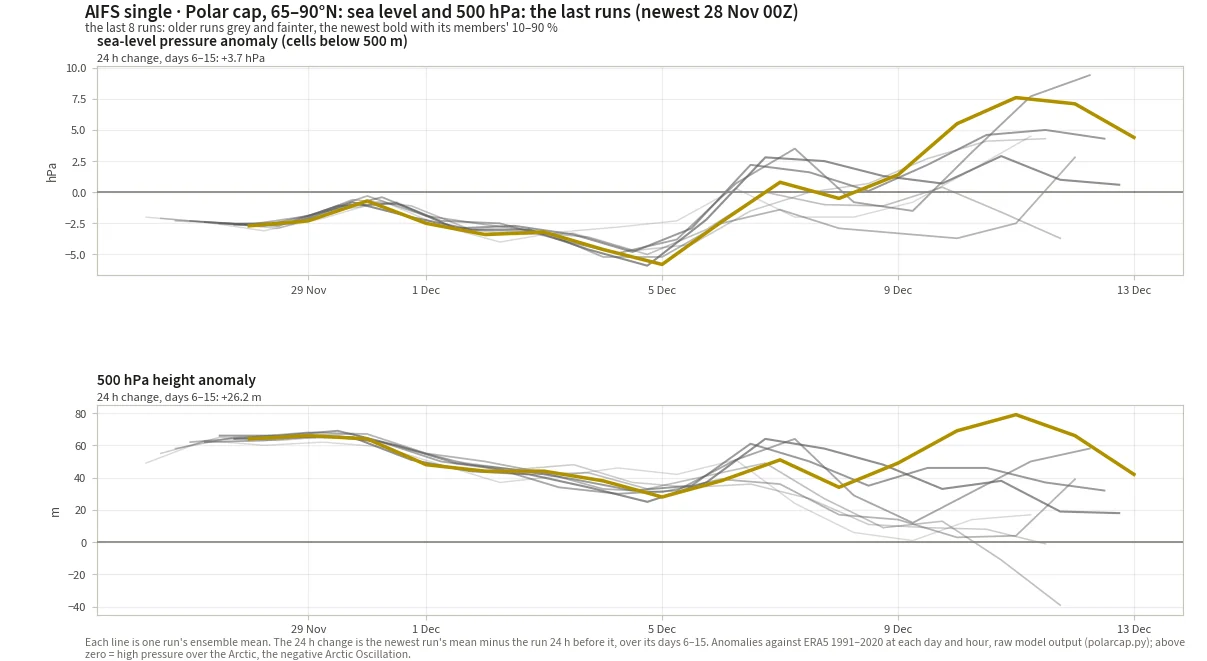 AIFS single · Polar cap, 65–90°N: sea level and 500 hPa: the last runs (newest 28 Nov 00Z)
the last 8 runs: older runs grey and fainter, the newest bold with its members' 10–90 %
sea-level pressure anomaly (cells below 500 m)
24 h change, days 6–15: +3.7 hPa
10.0
7.5
5.0
2.5
0.0
−2.5
−5.0
hPa
29 Nov
1 Dec
5 Dec
9 Dec
13 Dec
500 hPa height anomaly
24 h change, days 6–15: +26.2 m
80
60
40
20
0
−20
−40
m
29 Nov
1 Dec
5 Dec
9 Dec
13 Dec
Each line is one run's ensemble mean. The 24 h change is the newest run's mean minus the run 24 h before it, over its days 6–15. Anomalies against ERA5 1991–2020 at each day and hour, raw model output (polarcap.py); above
zero = high pressure over the Arctic, the negative Arctic Oscillation.